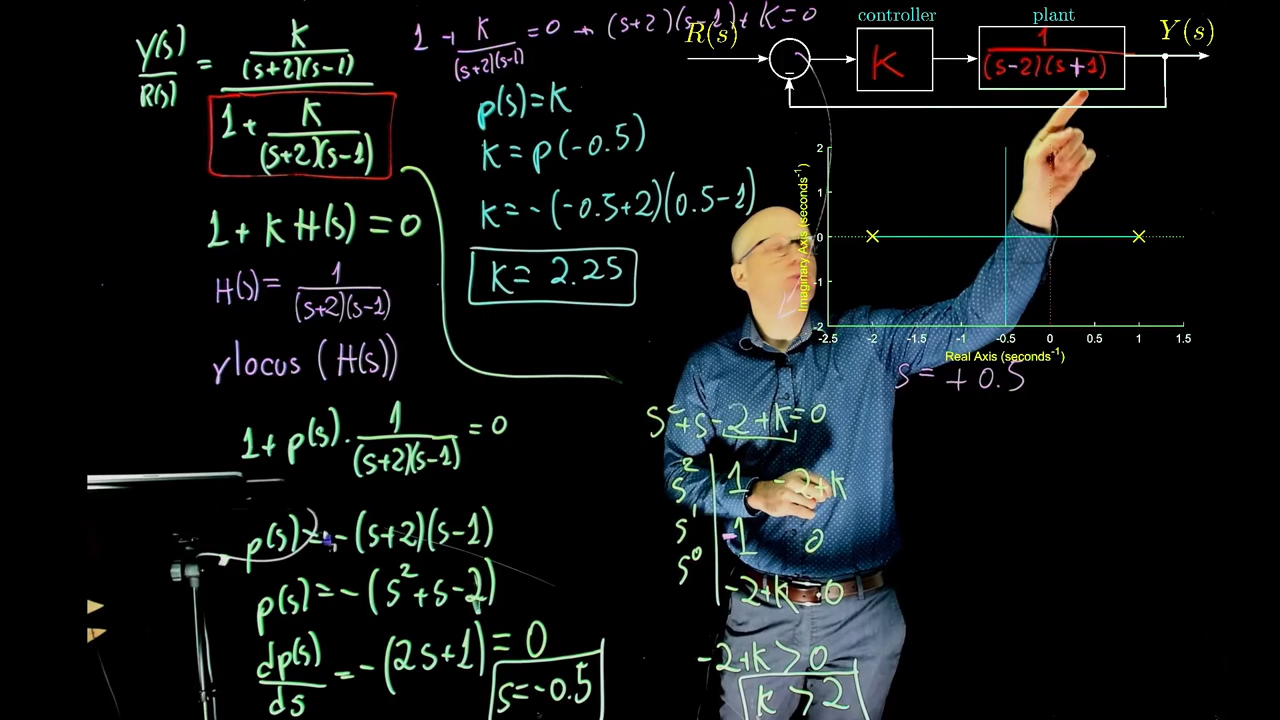 Y(s)/R(s) = (K/((s+2)(s-1)))/(1+K/((s+2)(s-1)))
1 + K H(s) = 0
H(s) = 1/((s+2)(s-1))
rlocus (H(s))
1 + p(s) · 1/((s+2)(s-1)) = 0
p(s) = -(s+2)(s-1)
p(s) = -(s²+s-2)
dp(s)/ds = -(2s+1) = 0
s=-0.5
1 + K/((s+2)(s-1)) = 0 → (s+2)(s-1)+K=0
p(s)=K
K=p(-0.5)
K=-(-0.5+2)(0.5-1)
K= 2.25
controller
plant
R(s)
-
K
1/((s-2)(s+1))
Y(s)
Imaginary Axis (seconds⁻¹)
2
1
0
-1
-2
-2.5 -2 -1.5 -1 -0.5 0 0.5 1 1.5
Real Axis (seconds⁻¹)
s= +0.5
s²+s-2+K=0
s² | 1 -2+K
s¹ | -1 0
s⁰ | -2+K 0
-2+K>0
K>2